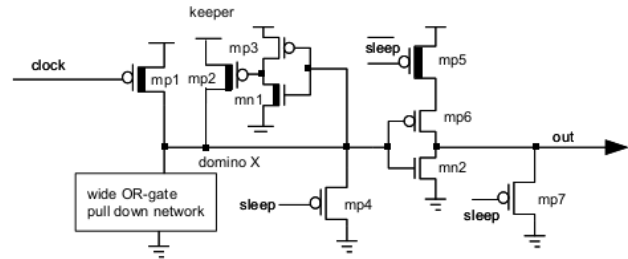 keeper
clock
mp1
mp2
mp3
mn1
sleep
mp5
mp6
domino X
mn2
out
wide OR-gate
pull down network
sleep
mp4
sleep
mp7